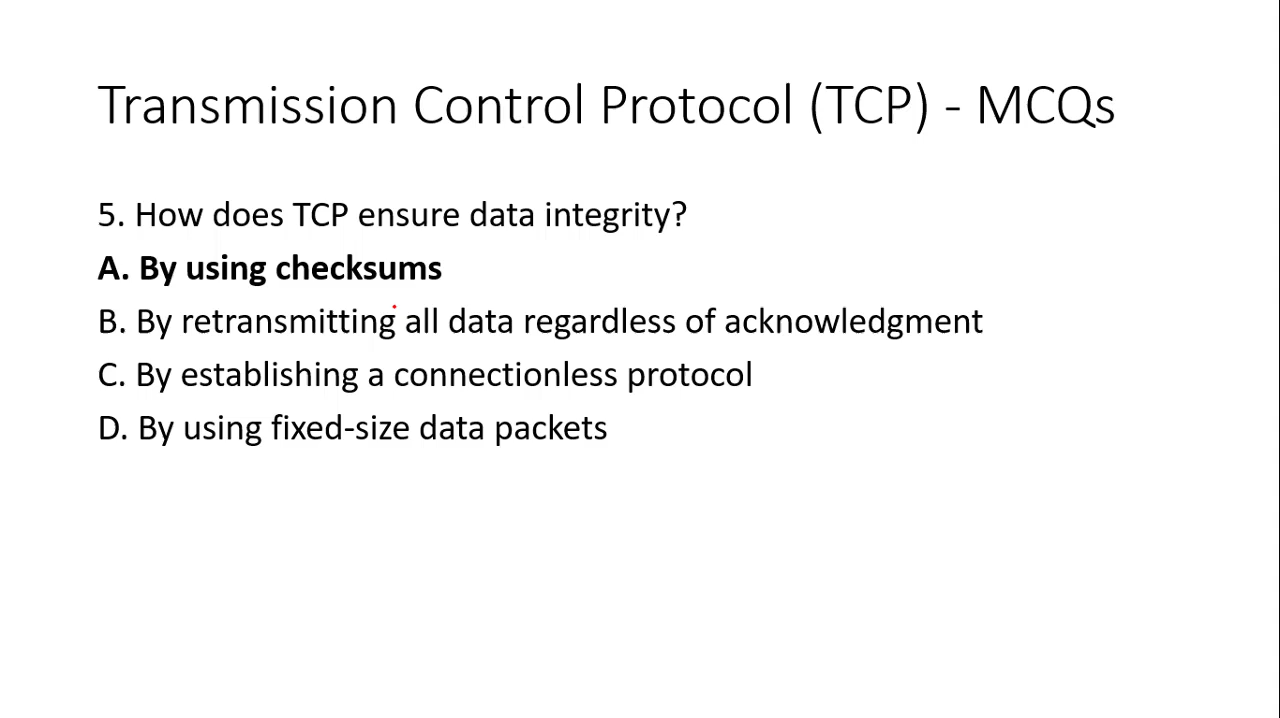 Transmission Control Protocol (TCP) - MCQs
5. How does TCP ensure data integrity?
A. By using checksums
B. By retransmitting all data regardless of acknowledgment
C. By establishing a connectionless protocol
D. By using fixed-size data packets